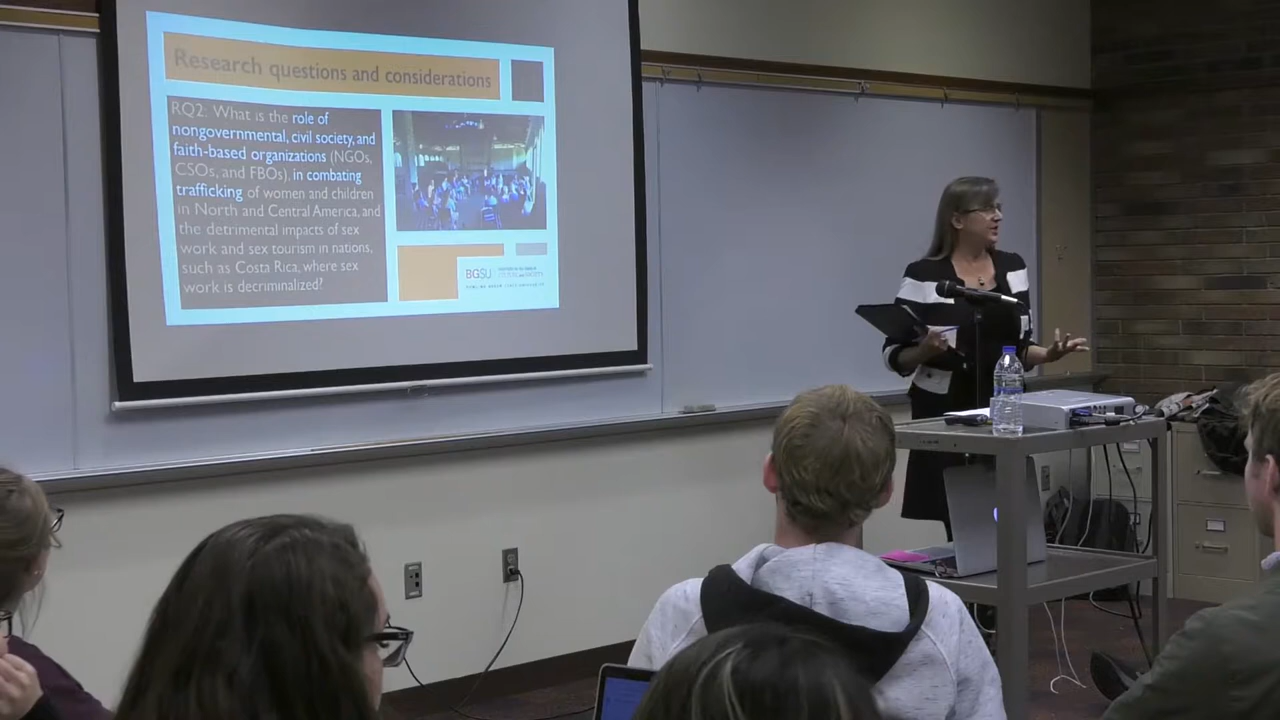 Research questions and considerations
RQ2: What is the role of
nongovernmental, civil society, and
faith-based organizations (NGOs,
CSOs, and FBOs), in combating
trafficking of women and children
in North and Central America, and
the detrimental impacts of sex
work and sex tourism in nations,
such as Costa Rica, where sex
work is decriminalized?
BGSU